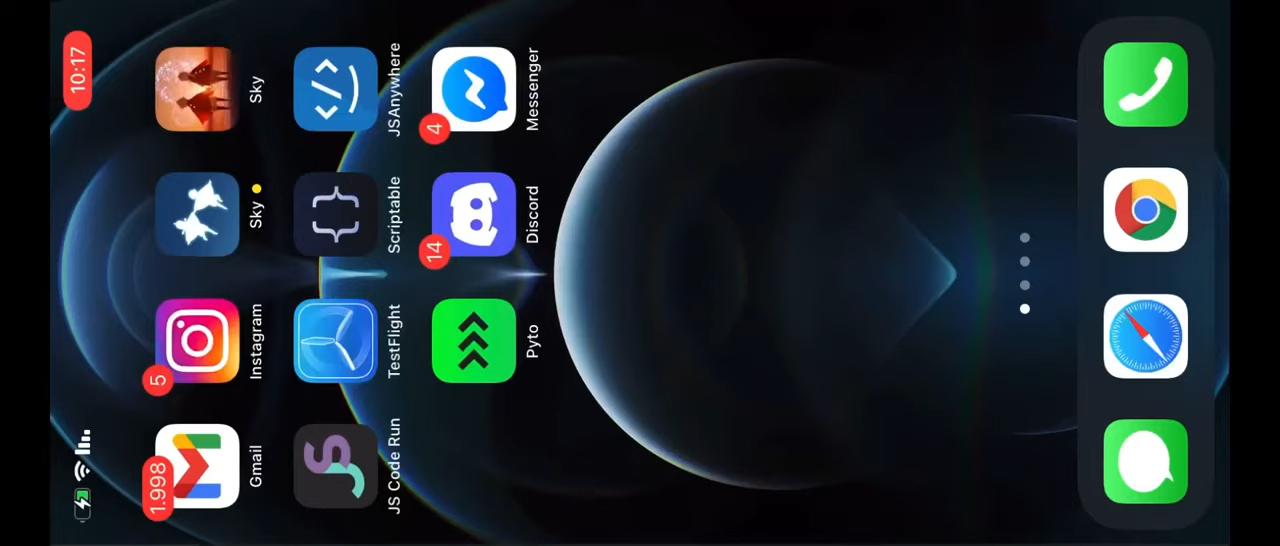 10:17
1.998 5
Gmail Instagram Sky Sky
JS
JS Code Run TestFlight Scriptable JSAnywhere
14 4
Pyto Discord Messenger